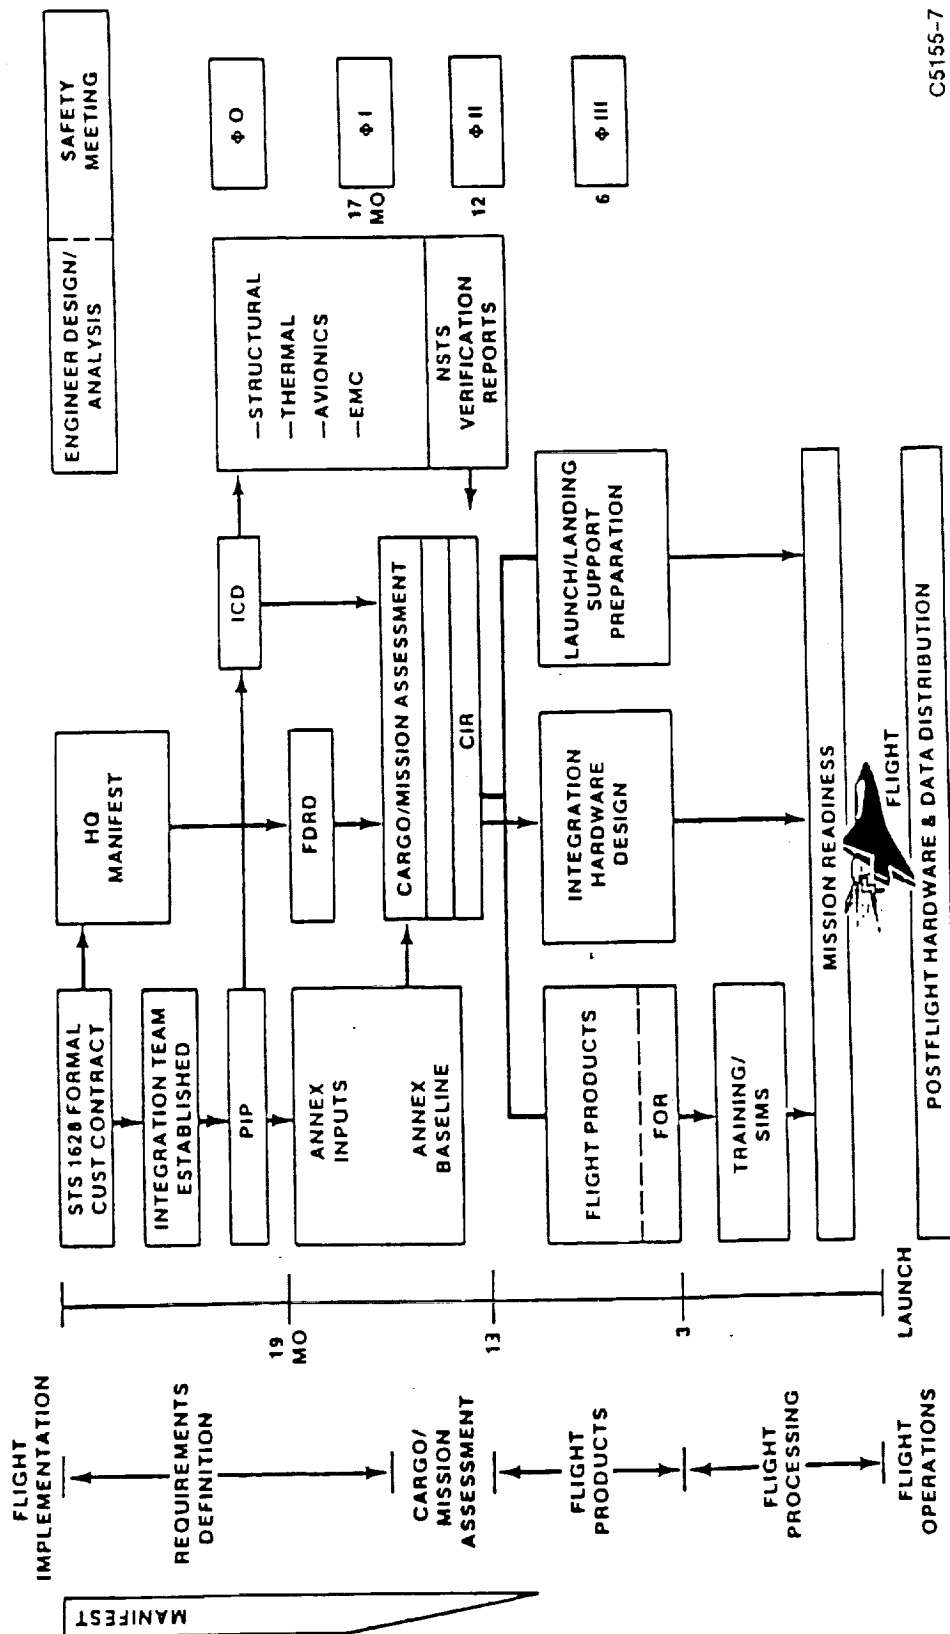 FLIGHT
IMPLEMENTATION
REQUIREMENTS
DEFINITION
CARGO/
MISSION
ASSESSMENT
FLIGHT
PRODUCTS
FLIGHT
PROCESSING
FLIGHT
OPERATIONS
MANIFEST
19
MO
13
3
LAUNCH
STS 1628 FORMAL
CUST CONTRACT
INTEGRATION TEAM
ESTABLISHED
PIP
ANNEX
INPUTS
ANNEX
BASELINE
FLIGHT PRODUCTS
FOR
TRAINING/
SIMS
HQ
MANIFEST
FDRD
ICD
CARGO/MISSION ASSESSMENT
CIR
INTEGRATION
HARDWARE
DESIGN
LAUNCH/LANDING
SUPPORT
PREPARATION
MISSION READINESS
FLIGHT
POSTFLIGHT HARDWARE & DATA DISTRIBUTION
ENGINEER DESIGN/
ANALYSIS
SAFETY
MEETING
—STRUCTURAL
—THERMAL
—AVIONICS
—EMC
NSTS
VERIFICATION
REPORTS
Φ O
17
MO
Φ I
12
Φ II
6
Φ III
C5155-7